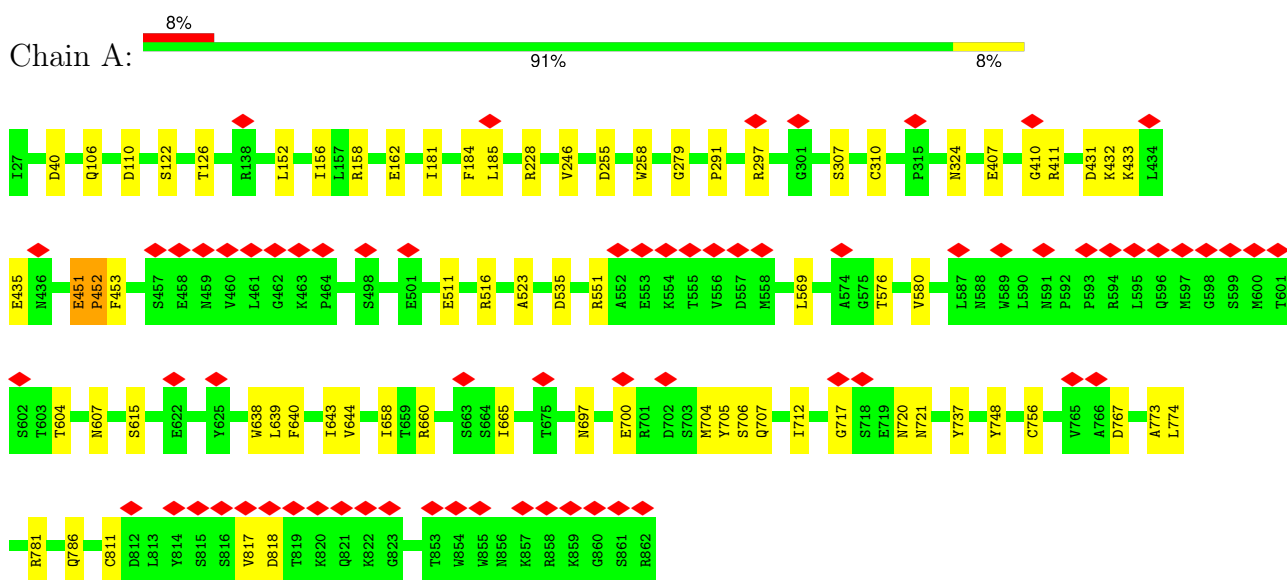 8%
Chain A:
91% 8%
I27 D40 Q106 D110 S122 T126 R138 L152 I156 L157 R158 E162 I181 F184 L185 R228 V246 D255 W258 G279 P291 R297 G301 S307 C310 P315 N324 E407 G410 R411 D431 K432 K433 L434
E435 N436 E451 P452 F453 S457 E458 N459 V460 L461 G462 K463 P464 S498 E501 E511 R516 A523 D535 R551 A552 E553 K554 T555 V556 D557 M558 L569 A574 G575 T576 V580 L587 N588 W589 L590 N591 P592 P593 R594 L595 Q596 M597 G598 S599 M600 T601
S602 T603 T604 N607 S615 E622 Y625 W638 L639 F640 I643 V644 I658 T659 R660 S663 S664 I665 T675 N697 E700 R701 D702 S703 M704 Y705 S706 Q707 I712 G717 S718 E719 N720 N721 Y737 Y748 C756 V765 A766 D767 A773 L774
R781 Q786 C811 D812 L813 Y814 S815 S816 V817 D818 T819 K820 Q821 K822 G823 T853 W854 W855 N856 K857 R858 K859 G860 S861 R862